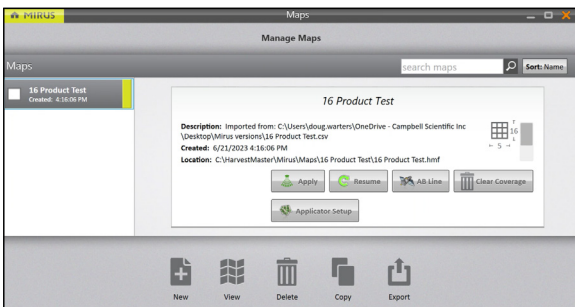 MIRUS
Maps
Manage Maps
Maps
search maps
Sort: Name
16 Product Test
Created: 4:16:06 PM
16 Product Test
Description: Imported from: C:\Users\doug.warters\OneDrive - Campbell Scientific Inc
\Desktop\Mirus versions\16 Product Test.csv
Created: 6/21/2023 4:16:06 PM
Location: C:\HarvestMaster\Mirus\Maps\16 Product Test\16 Product Test.hmf
↑
16
↓
← 5 →
Apply
Resume
AB Line
Clear Coverage
Applicator Setup
New
View
Delete
Copy
Export